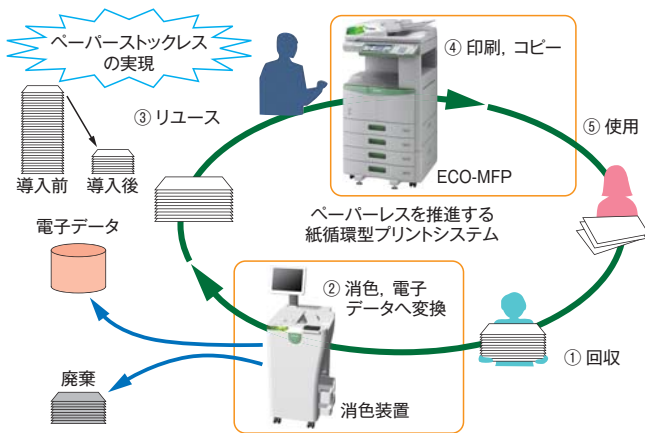 ペーパーストックレス
の実現
④ 印刷, コピー
③ リユース
⑤ 使用
導入前
導入後
ECO-MFP
ペーパーレスを推進する
紙循環型プリントシステム
電子データ
② 消色, 電子
データへ変換
① 回収
廃棄
消色装置